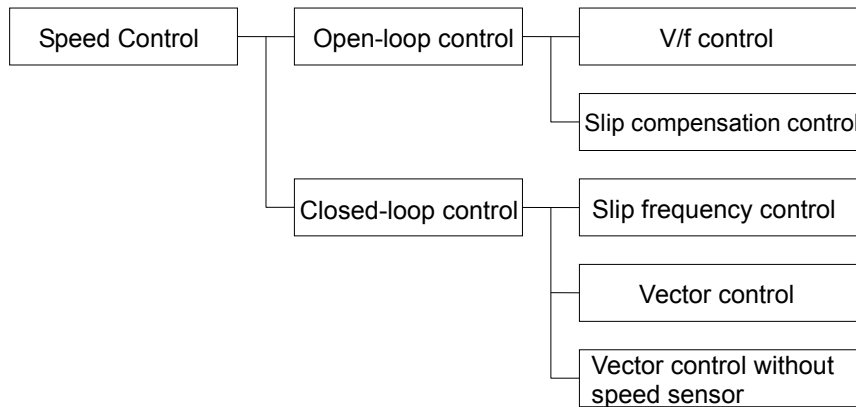 Speed Control
Open-loop control
V/f control
Slip compensation control
Closed-loop control
Slip frequency control
Vector control
Vector control without
speed sensor